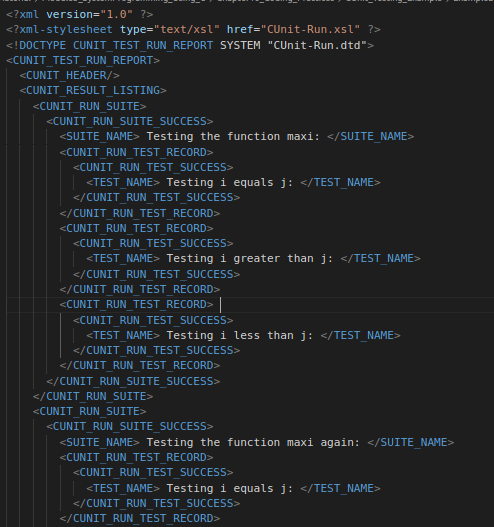 <?xml version="1.0" ?>
<?xml-stylesheet type="text/xsl" href="CUnit-Run.xsl" ?>
<!DOCTYPE CUNIT_TEST_RUN_REPORT SYSTEM "CUnit-Run.dtd">
<CUNIT_TEST_RUN_REPORT>
<CUNIT_HEADER/>
<CUNIT_RESULT_LISTING>
<CUNIT_RUN_SUITE>
<CUNIT_RUN_SUITE_SUCCESS>
<SUITE_NAME> Testing the function maxi: </SUITE_NAME>
<CUNIT_RUN_TEST_RECORD>
<CUNIT_RUN_TEST_SUCCESS>
<TEST_NAME> Testing i equals j: </TEST_NAME>
</CUNIT_RUN_TEST_SUCCESS>
</CUNIT_RUN_TEST_RECORD>
<CUNIT_RUN_TEST_RECORD>
<CUNIT_RUN_TEST_SUCCESS>
<TEST_NAME> Testing i greater than j: </TEST_NAME>
</CUNIT_RUN_TEST_SUCCESS>
</CUNIT_RUN_TEST_RECORD>
<CUNIT_RUN_TEST_RECORD>
<CUNIT_RUN_TEST_SUCCESS>
<TEST_NAME> Testing i less than j: </TEST_NAME>
</CUNIT_RUN_TEST_SUCCESS>
</CUNIT_RUN_TEST_RECORD>
</CUNIT_RUN_SUITE_SUCCESS>
</CUNIT_RUN_SUITE>
<CUNIT_RUN_SUITE>
<CUNIT_RUN_SUITE_SUCCESS>
<SUITE_NAME> Testing the function maxi again: </SUITE_NAME>
<CUNIT_RUN_TEST_RECORD>
<CUNIT_RUN_TEST_SUCCESS>
<TEST_NAME> Testing i equals j: </TEST_NAME>
</CUNIT_RUN_TEST_SUCCESS>
</CUNIT_RUN_TEST_RECORD>